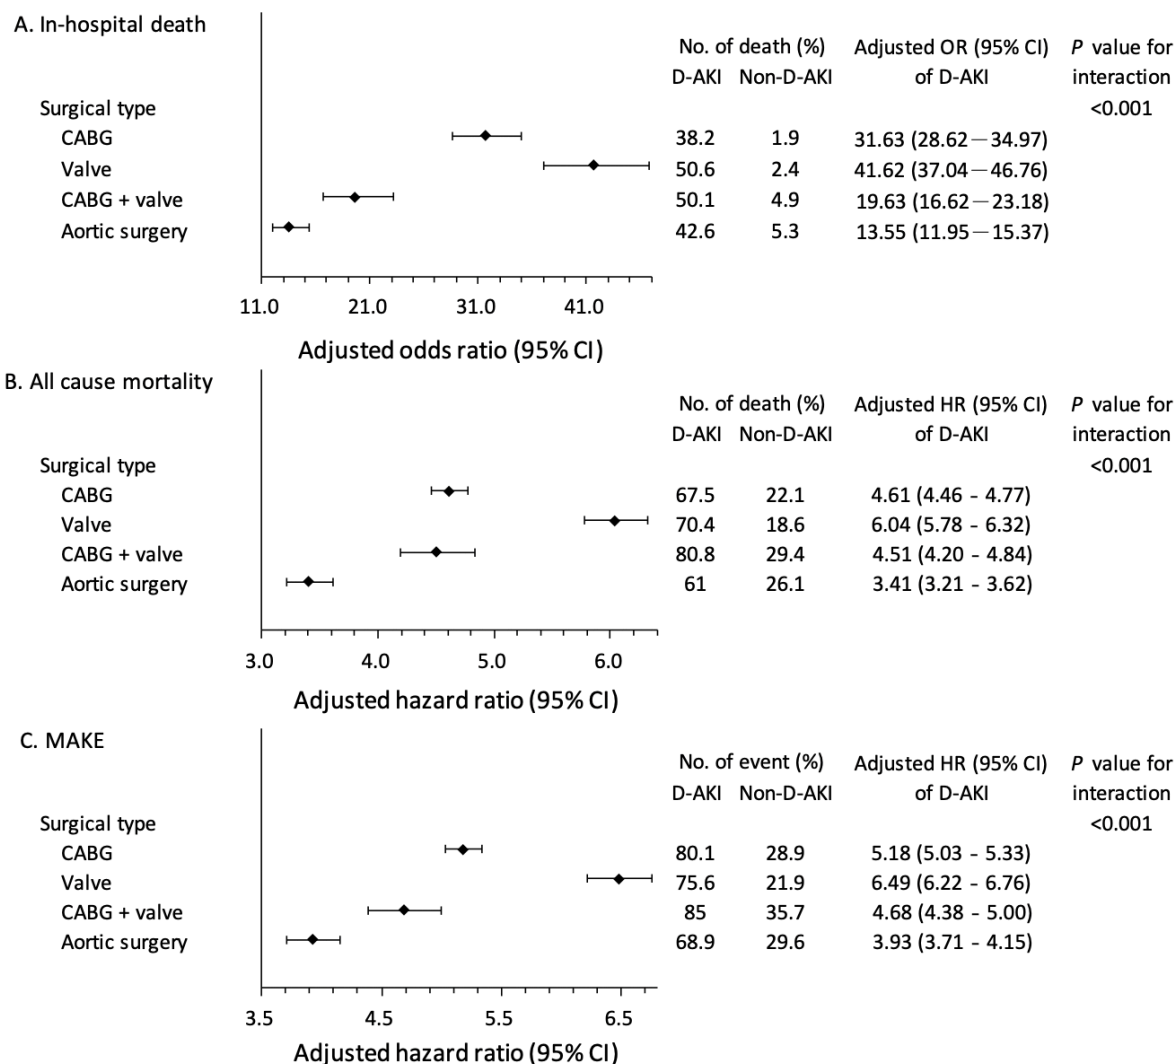 A. In-hospital death
No. of death (%) Adjusted OR (95% CI) P value for
D-AKI Non-D-AKI of D-AKI interaction
Surgical type <0.001
CABG 38.2 1.9 31.63 (28.62—34.97)
Valve 50.6 2.4 41.62 (37.04—46.76)
CABG + valve 50.1 4.9 19.63 (16.62—23.18)
Aortic surgery 42.6 5.3 13.55 (11.95—15.37)
11.0 21.0 31.0 41.0
Adjusted odds ratio (95% CI)
B. All cause mortality
No. of death (%) Adjusted HR (95% CI) P value for
D-AKI Non-D-AKI of D-AKI interaction
Surgical type <0.001
CABG 67.5 22.1 4.61 (4.46 - 4.77)
Valve 70.4 18.6 6.04 (5.78 - 6.32)
CABG + valve 80.8 29.4 4.51 (4.20 - 4.84)
Aortic surgery 61 26.1 3.41 (3.21 - 3.62)
3.0 4.0 5.0 6.0
Adjusted hazard ratio (95% CI)
C. MAKE
No. of event (%) Adjusted HR (95% CI) P value for
D-AKI Non-D-AKI of D-AKI interaction
Surgical type <0.001
CABG 80.1 28.9 5.18 (5.03 - 5.33)
Valve 75.6 21.9 6.49 (6.22 - 6.76)
CABG + valve 85 35.7 4.68 (4.38 - 5.00)
Aortic surgery 68.9 29.6 3.93 (3.71 - 4.15)
3.5 4.5 5.5 6.5
Adjusted hazard ratio (95% CI)